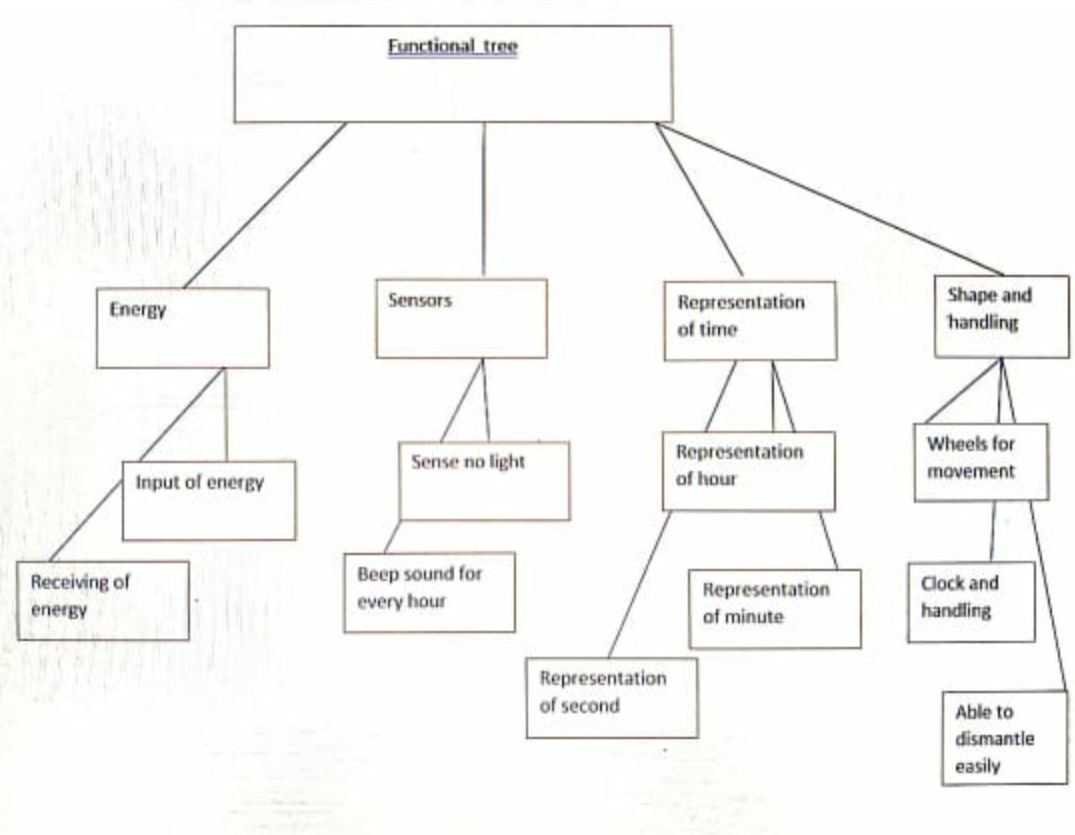 Functional tree
Energy
Sensors
Representation
of time
Shape and
handling
Input of energy
Sense no light
Representation
of hour
Wheels for
movement
Receiving of
energy
Beep sound for
every hour
Representation
of minute
Clock and
handling
Representation
of second
Able to
dismantle
easily